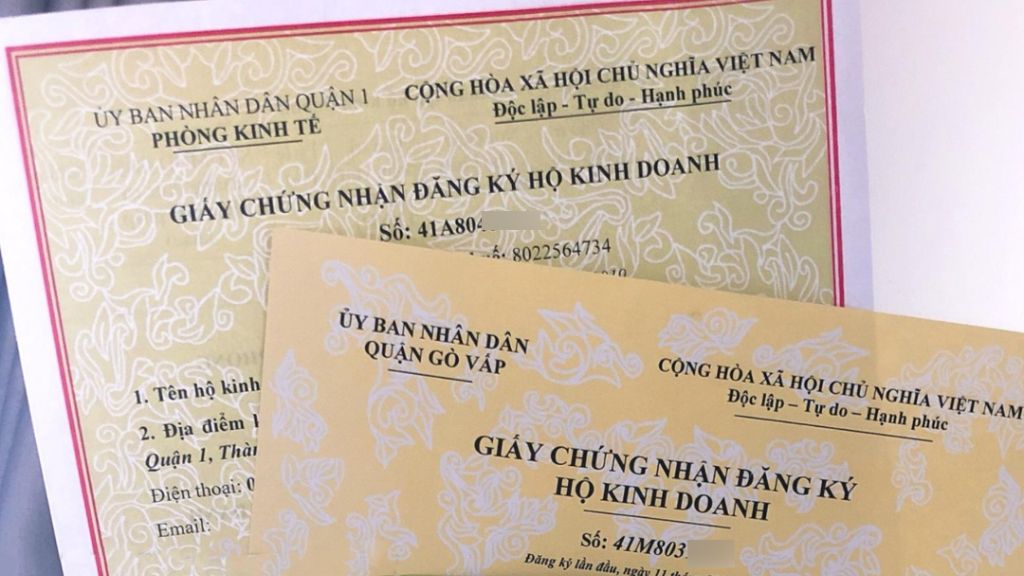 ỦY BAN NHÂN DÂN QUẬN 1
PHÒNG KINH TẾ
CỘNG HÒA XÃ HỘI CHỦ NGHĨA VIỆT NAM
Độc lập - Tự do - Hạnh phúc
GIẤY CHỨNG NHẬN ĐĂNG KÝ HỘ KINH DOANH
Số: 41A804
8022564734
1. Tên hộ kinh
2. Địa điểm
Quận 1, Thàn
Điện thoại: 0
Email:
ỦY BAN NHÂN DÂN
QUẬN GÒ VẤP
CỘNG HÒA XÃ HỘI CHỦ NGHĨA VIỆT NAM
Độc lập – Tự do – Hạnh phúc
GIẤY CHỨNG NHẬN ĐĂNG KÝ
HỘ KINH DOANH
Số: 41M803
Đăng ký lần đầu, ngày 11